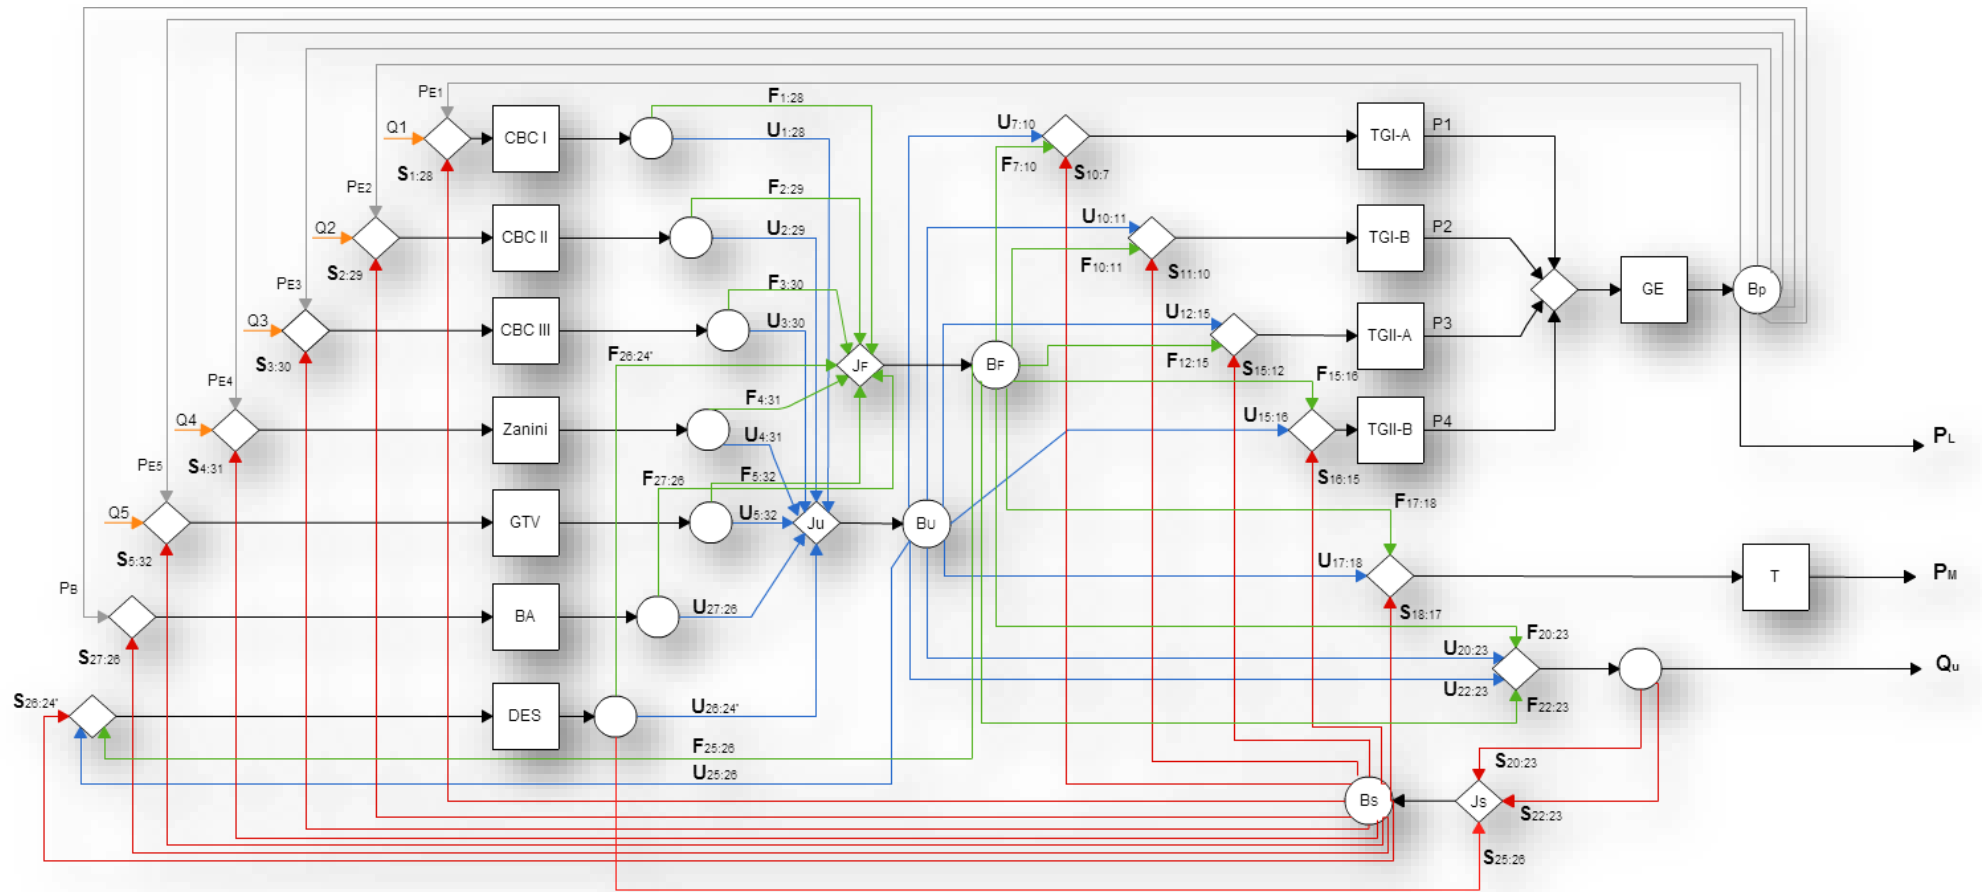 PE1
F1:28
Q1
CBC I
U1:28
S1:28
U7:10
F7:10
S10:7
TGI-A
P1
PE2
F2:29
Q2
CBC II
U2:29
S2:29
U10:11
F10:11
S11:10
TGI-B
P2
PE3
F3:30
Q3
CBC III
U3:30
S3:30
U12:15
F12:15
S15:12
TGII-A
P3
GE
Bp
F26:24'
JF
BF
PE4
F4:31
Q4
Zanini
U4:31
S4:31
F15:16
U15:16
S16:15
TGII-B
P4
PL
PE5
F27:26
F5:32
Q5
GTV
U5:32
S5:32
Ju
BU
F17:18
U17:18
S18:17
T
PM
PB
BA
U27:26
S27:26
F20:23
U20:23
U22:23
F22:23
Qu
S26:24'
DES
U26:24'
F25:26
U25:26
S20:23
Bs
Js
S22:23
S25:26